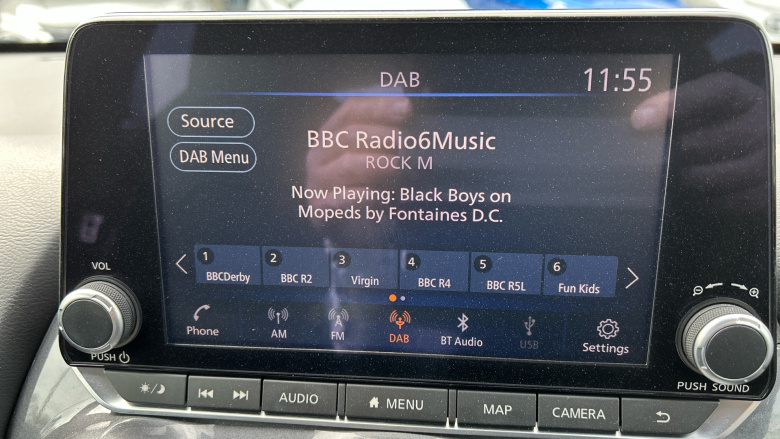 DAB 11:55
Source
DAB Menu
BBC Radio6Music
ROCK M
Now Playing: Black Boys on
Mopeds by Fontaines D.C.
1 2 3 4 5 6
BBCDerby BBC R2 Virgin BBC R4 BBC R5L Fun Kids
Phone AM FM DAB BT Audio USB Settings
VOL
PUSH
PUSH SOUND
AUDIO MENU MAP CAMERA